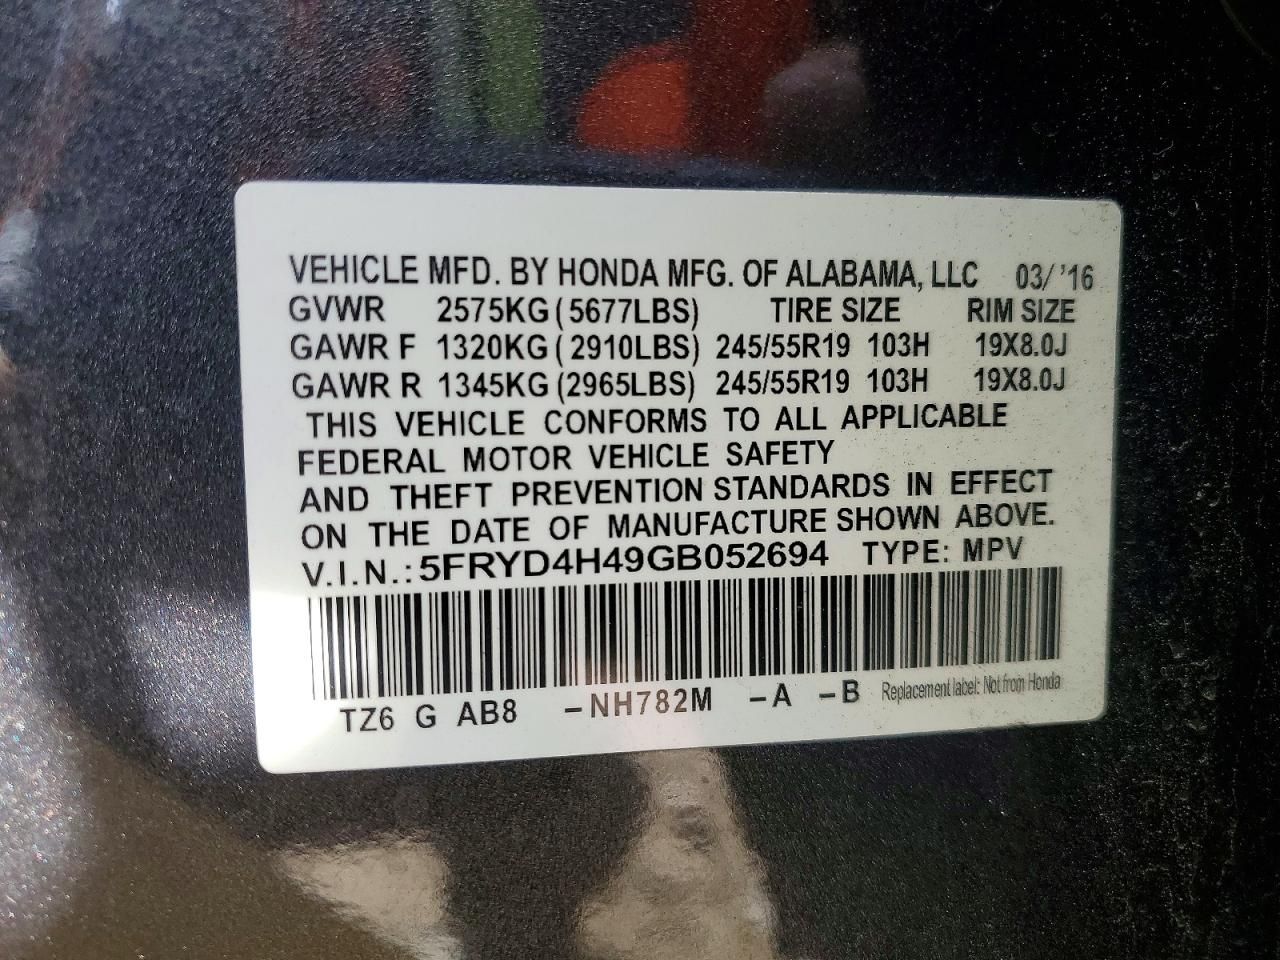 VEHICLE MFD. BY HONDA MFG. OF ALABAMA, LLC 03/ '16
GVWR 2575KG (5677LBS) TIRE SIZE RIM SIZE
GAWR F 1320KG (2910LBS) 245/55R19 103H 19X8.0J
GAWR R 1345KG (2965LBS) 245/55R19 103H 19X8.0J
THIS VEHICLE CONFORMS TO ALL APPLICABLE
FEDERAL MOTOR VEHICLE SAFETY
AND THEFT PREVENTION STANDARDS IN EFFECT
ON THE DATE OF MANUFACTURE SHOWN ABOVE.
V.I.N.: 5FRYD4H49GB052694 TYPE: MPV
TZ6 G AB8 -NH782M -A -B Replacement label: Not from Honda